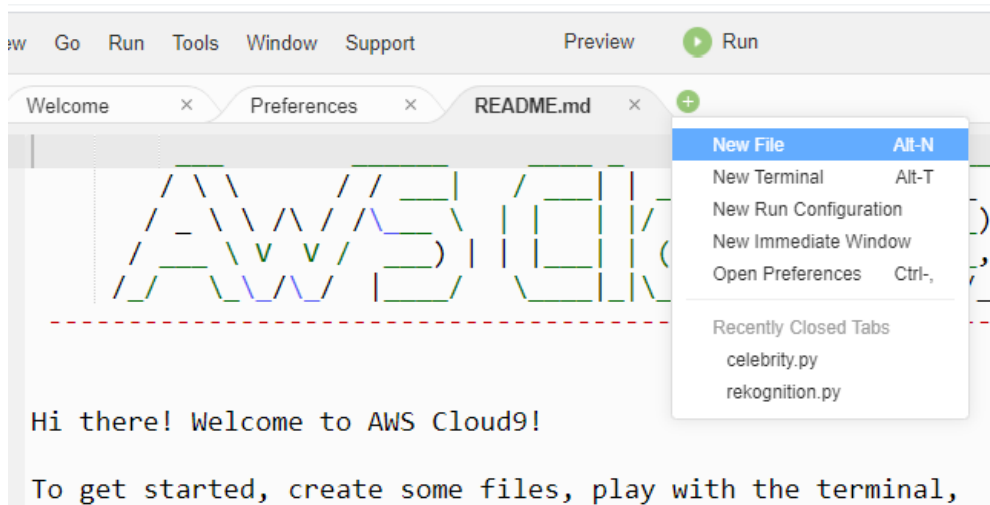 ew Go Run Tools Window Support Preview Run
Welcome × Preferences × README.md ×
New File Alt-N
New Terminal Alt-T
New Run Configuration
New Immediate Window
Open Preferences Ctrl-,
Recently Closed Tabs
celebrity.py
rekognition.py
Hi there! Welcome to AWS Cloud9!
To get started, create some files, play with the terminal,